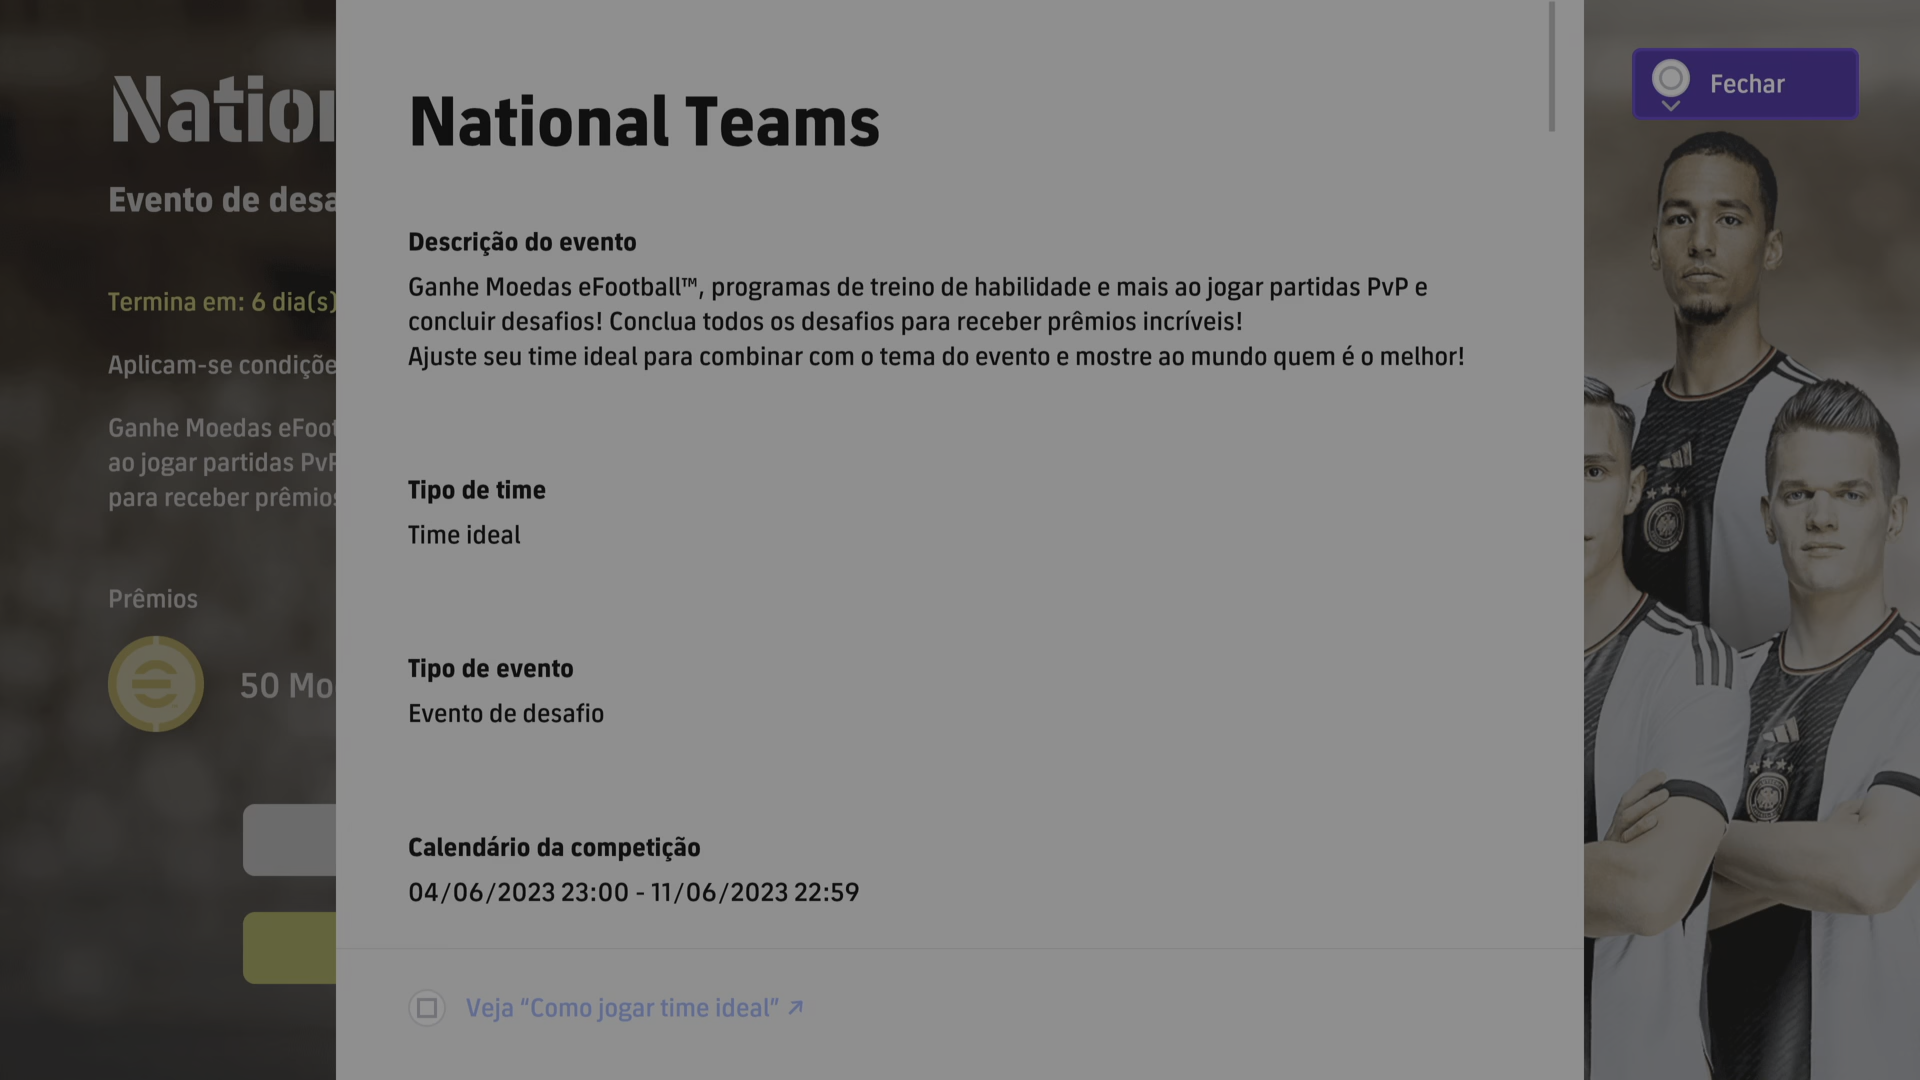 Nation
Evento de desa
Termina em: 6 dia(s)
Aplicam-se condiçõe
Ganhe Moedas eFoot
ao jogar partidas PvP
para receber prêmios
Prêmios
50 Mo
National Teams
Descrição do evento
Ganhe Moedas eFootball™, programas de treino de habilidade e mais ao jogar partidas PvP e
concluir desafios! Conclua todos os desafios para receber prêmios incríveis!
Ajuste seu time ideal para combinar com o tema do evento e mostre ao mundo quem é o melhor!
Tipo de time
Time ideal
Tipo de evento
Evento de desafio
Calendário da competição
04/06/2023 23:00 - 11/06/2023 22:59
Veja “Como jogar time ideal”
Fechar